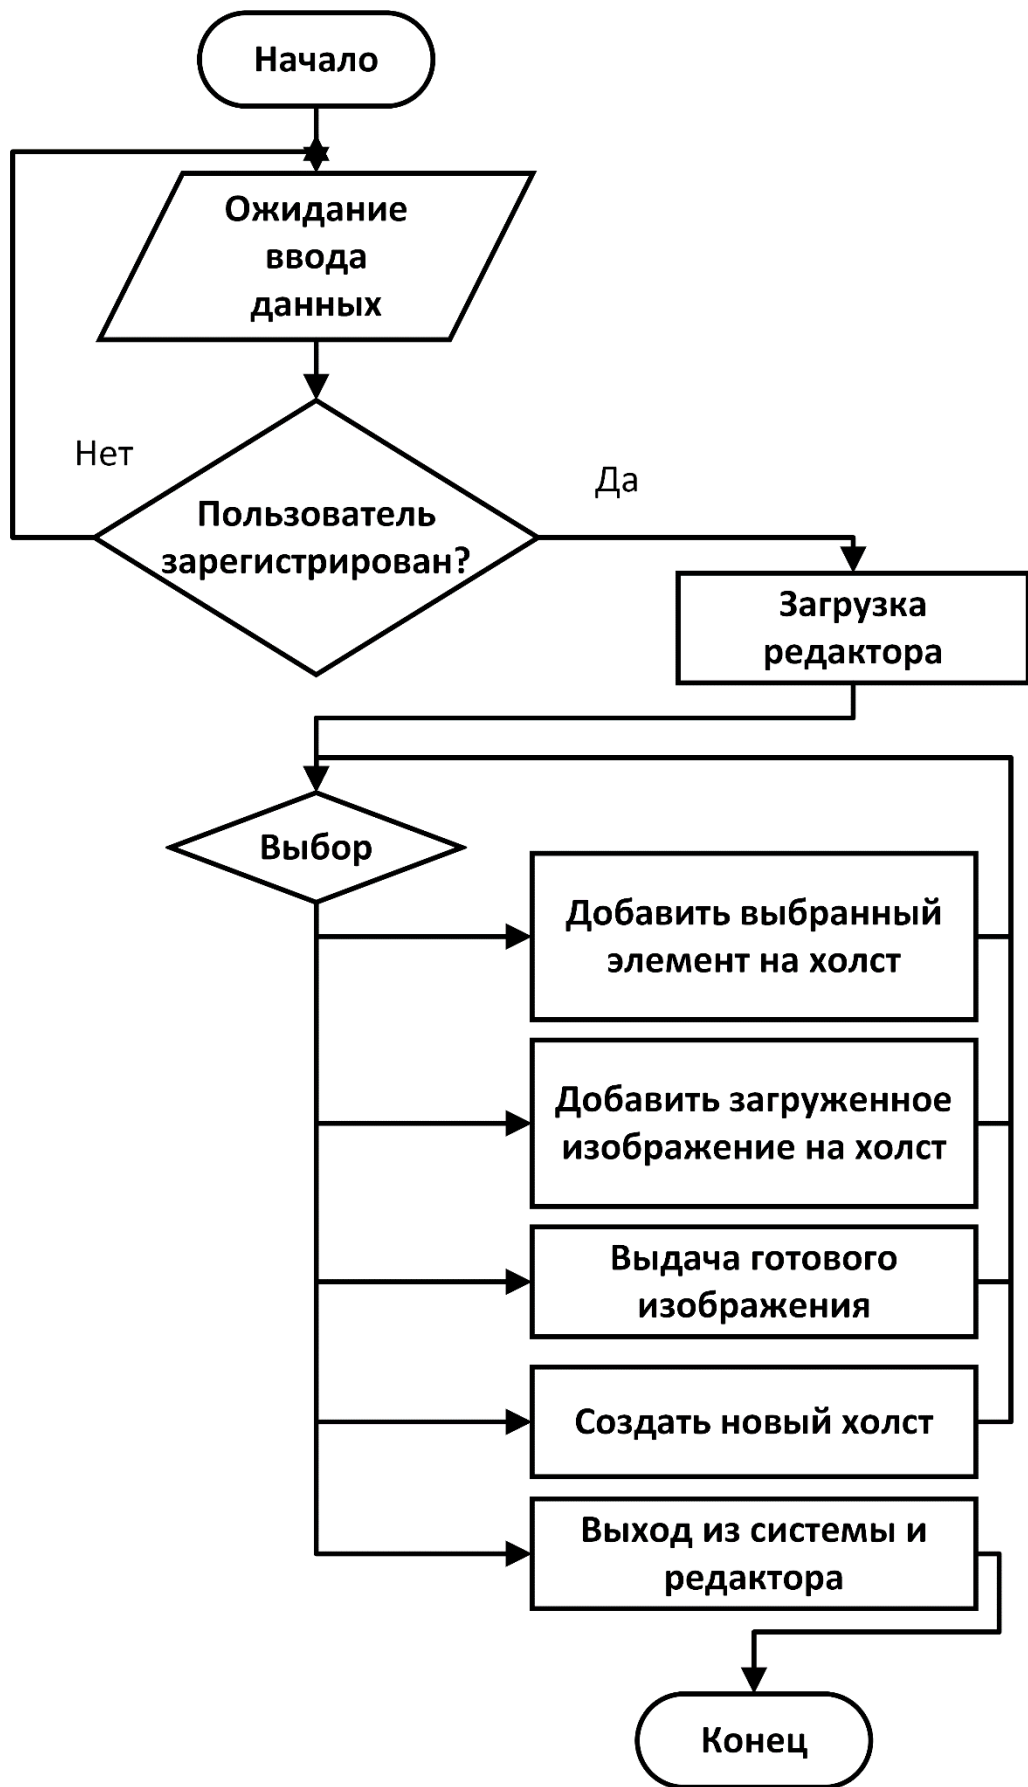 Начало
Ожидание
ввода
данных
Нет
Да
Пользователь
зарегистрирован?
Загрузка
редактора
Выбор
Добавить выбранный
элемент на холст
Добавить загруженное
изображение на холст
Выдача готового
изображения
Создать новый холст
Выход из системы и
редактора
Конец